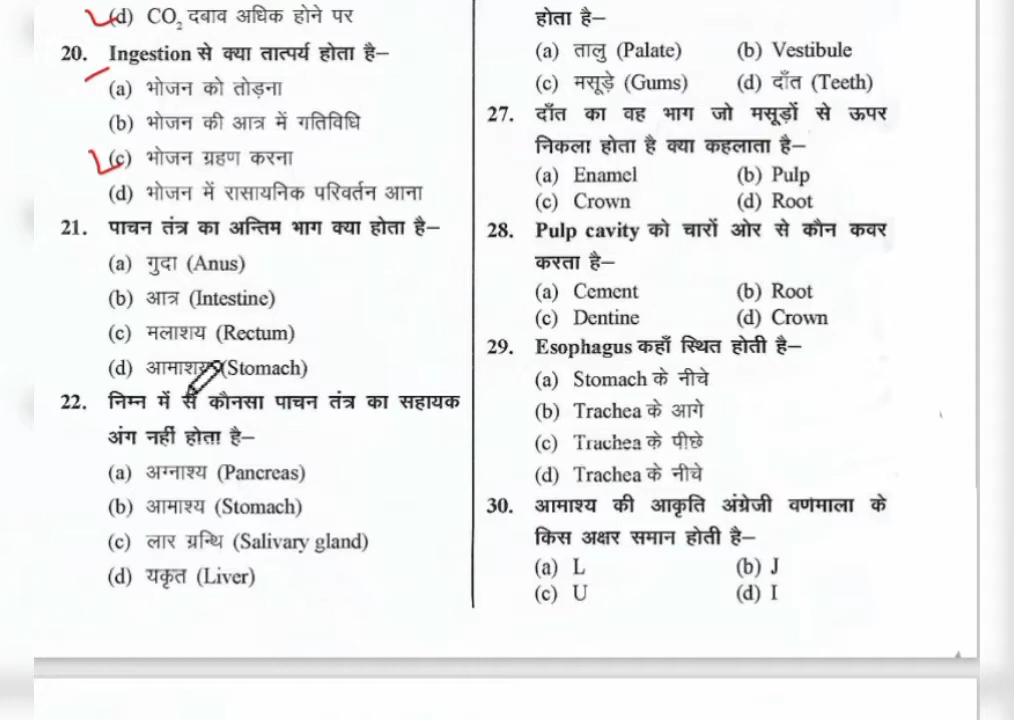 (d) CO₂ दबाव अधिक होने पर
20. Ingestion से क्या तात्पर्य होता है–
(a) भोजन को तोड़ना
(b) भोजन की आत्र में गतिविधि
(c) भोजन ग्रहण करना
(d) भोजन में रासायनिक परिवर्तन आना
21. पाचन तंत्र का अन्तिम भाग क्या होता है–
(a) गुदा (Anus)
(b) आत्र (Intestine)
(c) मलाशय (Rectum)
(d) आमाशय (Stomach)
22. निम्न में से कौनसा पाचन तंत्र का सहायक
अंग नहीं होता है–
(a) अग्नाश्य (Pancreas)
(b) आमाश्य (Stomach)
(c) लार ग्रन्थि (Salivary gland)
(d) यकृत (Liver)
होता है–
(a) तालु (Palate) (b) Vestibule
(c) मसूड़े (Gums) (d) दाँत (Teeth)
27. दाँत का वह भाग जो मसूड़ों से ऊपर
निकला होता है क्या कहलाता है–
(a) Enamel (b) Pulp
(c) Crown (d) Root
28. Pulp cavity को चारों ओर से कौन कवर
करता है–
(a) Cement (b) Root
(c) Dentine (d) Crown
29. Esophagus कहाँ स्थित होती है–
(a) Stomach के नीचे
(b) Trachea के आगे
(c) Trachea के पीछे
(d) Trachea के नीचे
30. आमाश्य की आकृति अंग्रेजी वर्णमाला के
किस अक्षर समान होती है–
(a) L (b) J
(c) U (d) I